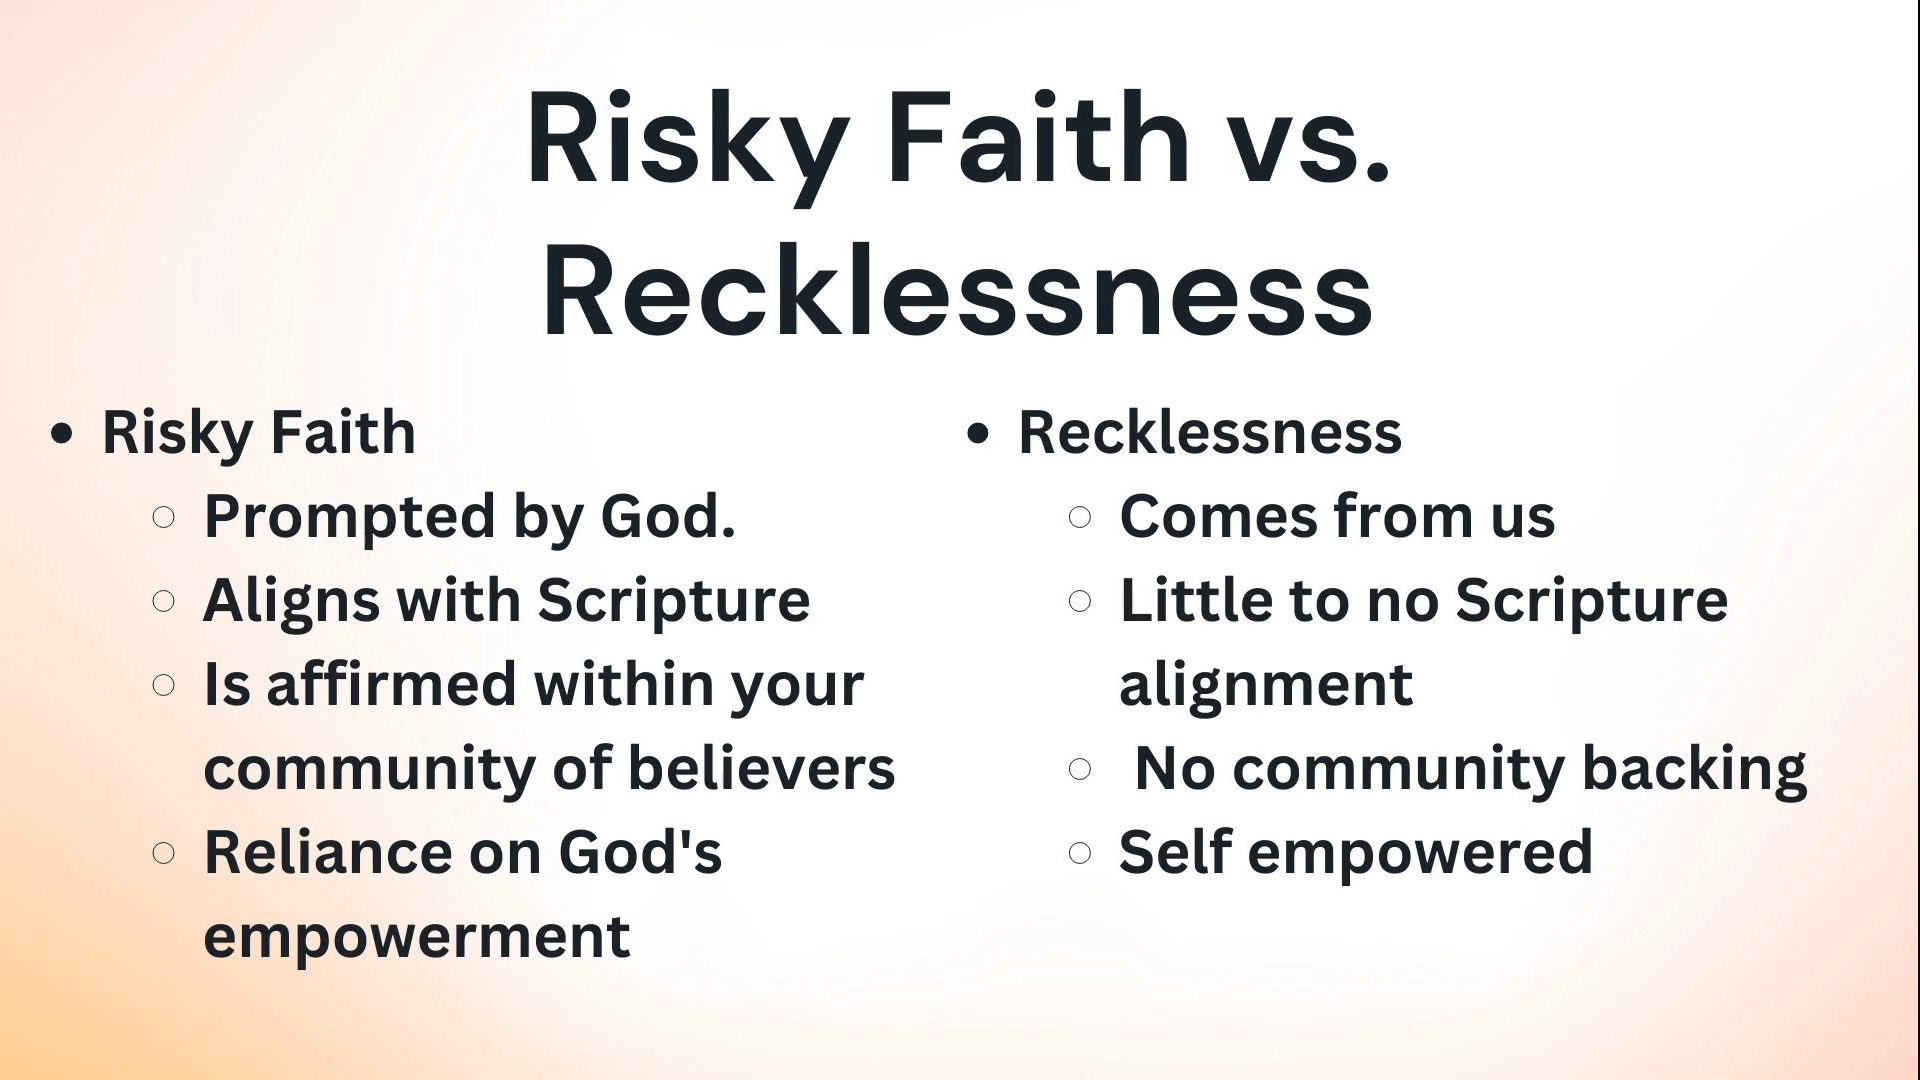 Risky Faith vs.
Recklessness
• Risky Faith
○ Prompted by God.
○ Aligns with Scripture
○ Is affirmed within your
community of believers
○ Reliance on God's
empowerment
• Recklessness
○ Comes from us
○ Little to no Scripture
alignment
○ No community backing
○ Self empowered